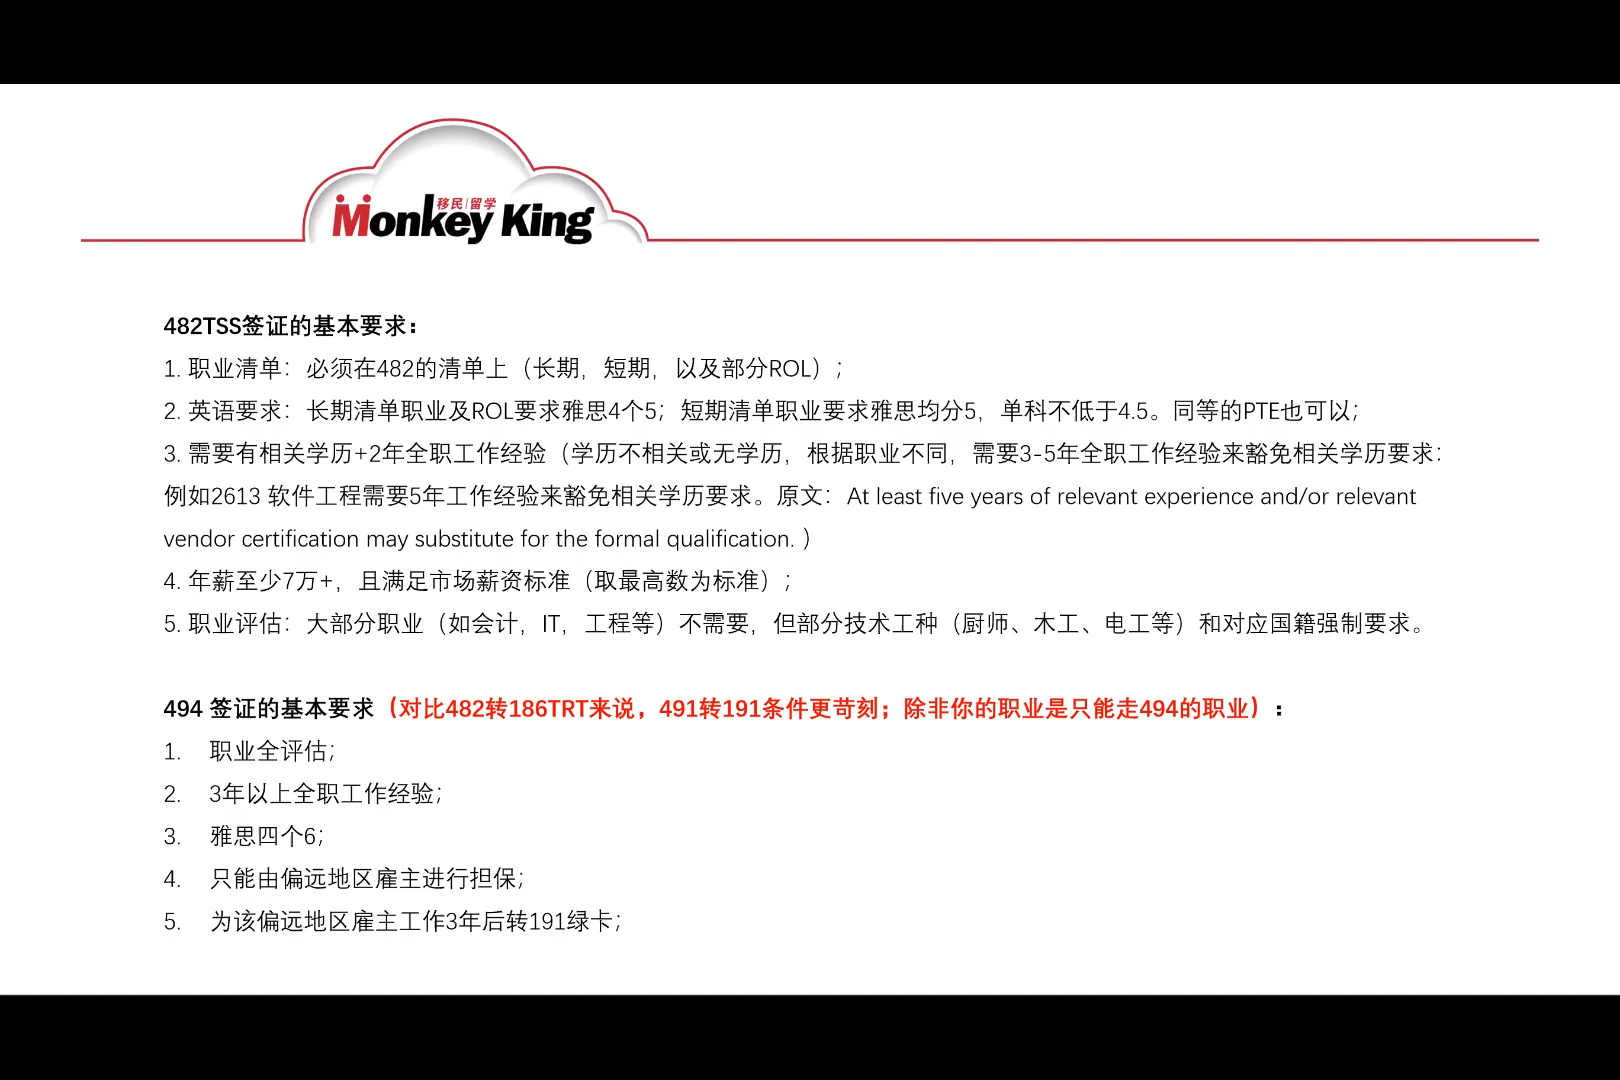 移民|留学
Monkey King
482TSS签证的基本要求：
1. 职业清单：必须在482的清单上（长期，短期，以及部分ROL）；
2. 英语要求：长期清单职业及ROL要求雅思4个5；短期清单职业要求雅思均分5，单科不低于4.5。同等的PTE也可以；
3. 需要有相关学历+2年全职工作经验（学历不相关或无学历，根据职业不同，需要3-5年全职工作经验来豁免相关学历要求：
例如2613 软件工程需要5年工作经验来豁免相关学历要求。原文：At least five years of relevant experience and/or relevant
vendor certification may substitute for the formal qualification. ）
4. 年薪至少7万+，且满足市场薪资标准（取最高数为标准）；
5. 职业评估：大部分职业（如会计，IT，工程等）不需要，但部分技术工种（厨师、木工、电工等）和对应国籍强制要求。
494 签证的基本要求（对比482转186TRT来说，491转191条件更苛刻；除非你的职业是只能走494的职业）：
1. 职业全评估；
2. 3年以上全职工作经验；
3. 雅思四个6；
4. 只能由偏远地区雇主进行担保；
5. 为该偏远地区雇主工作3年后转191绿卡；